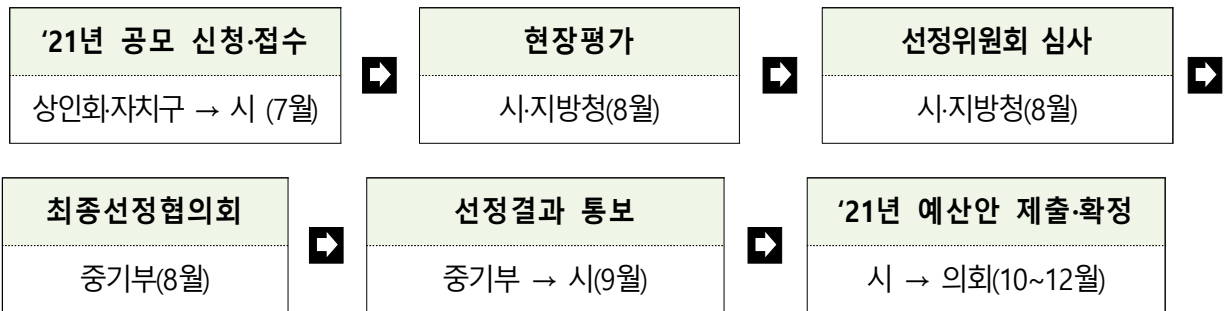 ‘21년 공모 신청·접수
상인회·자치구 → 시 (7월)
현장평가
시·지방청(8월)
선정위원회 심사
시·지방청(8월)
최종선정협의회
중기부(8월)
선정결과 통보
중기부 → 시(9월)
‘21년 예산안 제출·확정
시 → 의회(10~12월)